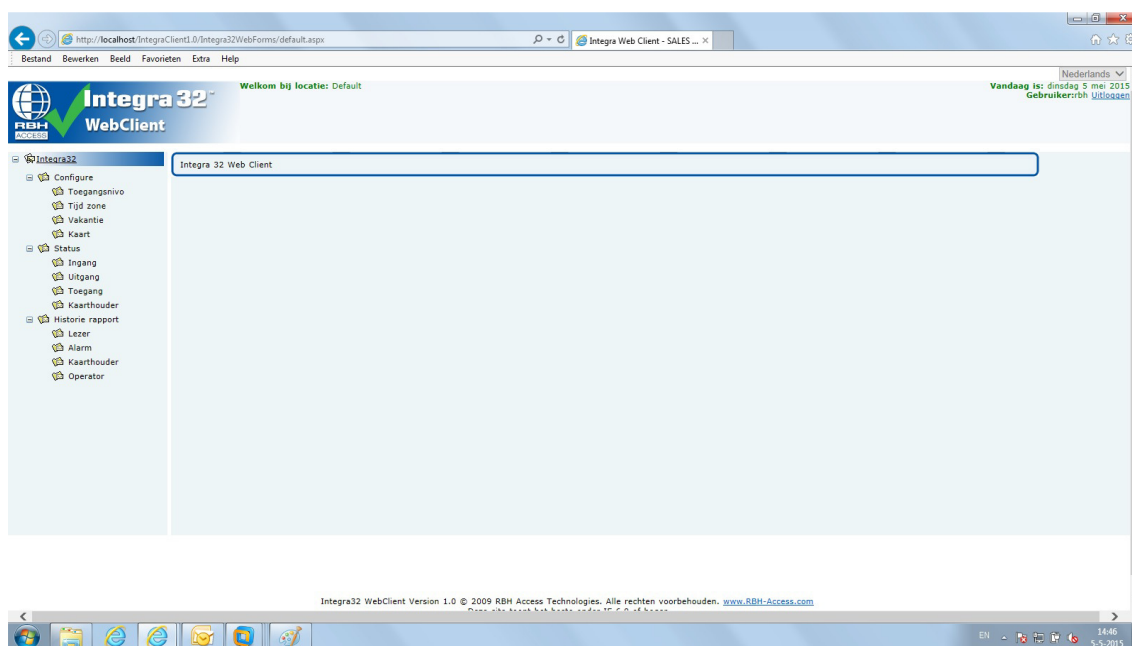 http://localhost/IntegraClient1.0/Integra32WebForms/default.aspx
Integra Web Client - SALES ...
Bestand Bewerken Beeld Favorieten Extra Help
Nederlands
Integra 32
WebClient
RBH
ACCESS
Welkom bij locatie: Default
Vandaag is: dinsdag 5 mei 2015
Gebruiker:rbh Uitloggen
Integra32
Configure
Toegangsnivo
Tijd zone
Vakantie
Kaart
Status
Ingang
Uitgang
Toegang
Kaarthouder
Historie rapport
Lezer
Alarm
Kaarthouder
Operator
Integra 32 Web Client
Integra32 WebClient Version 1.0 © 2009 RBH Access Technologies. Alle rechten voorbehouden. www.RBH-Access.com
EN
14:46
5-5-2015